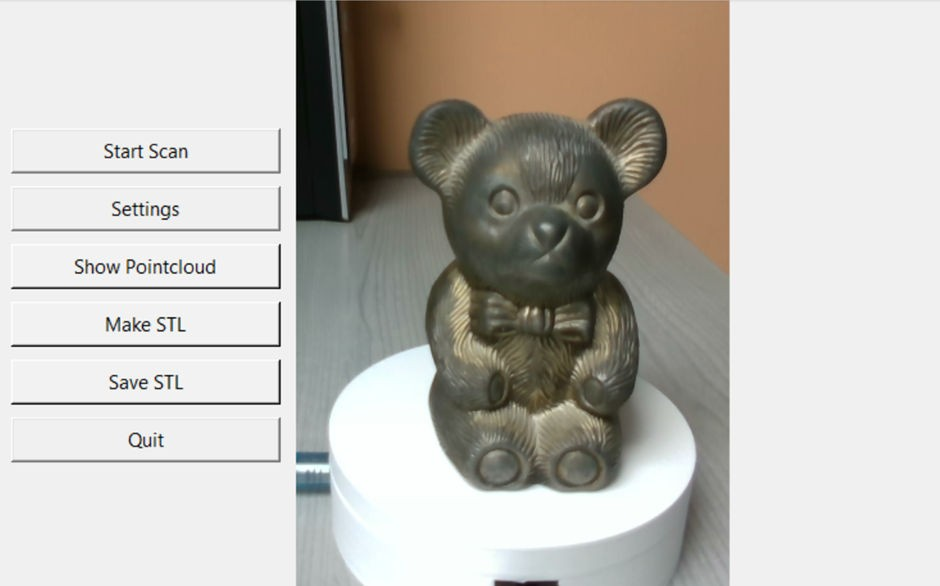 Start Scan
Settings
Show Pointcloud
Make STL
Save STL
Quit